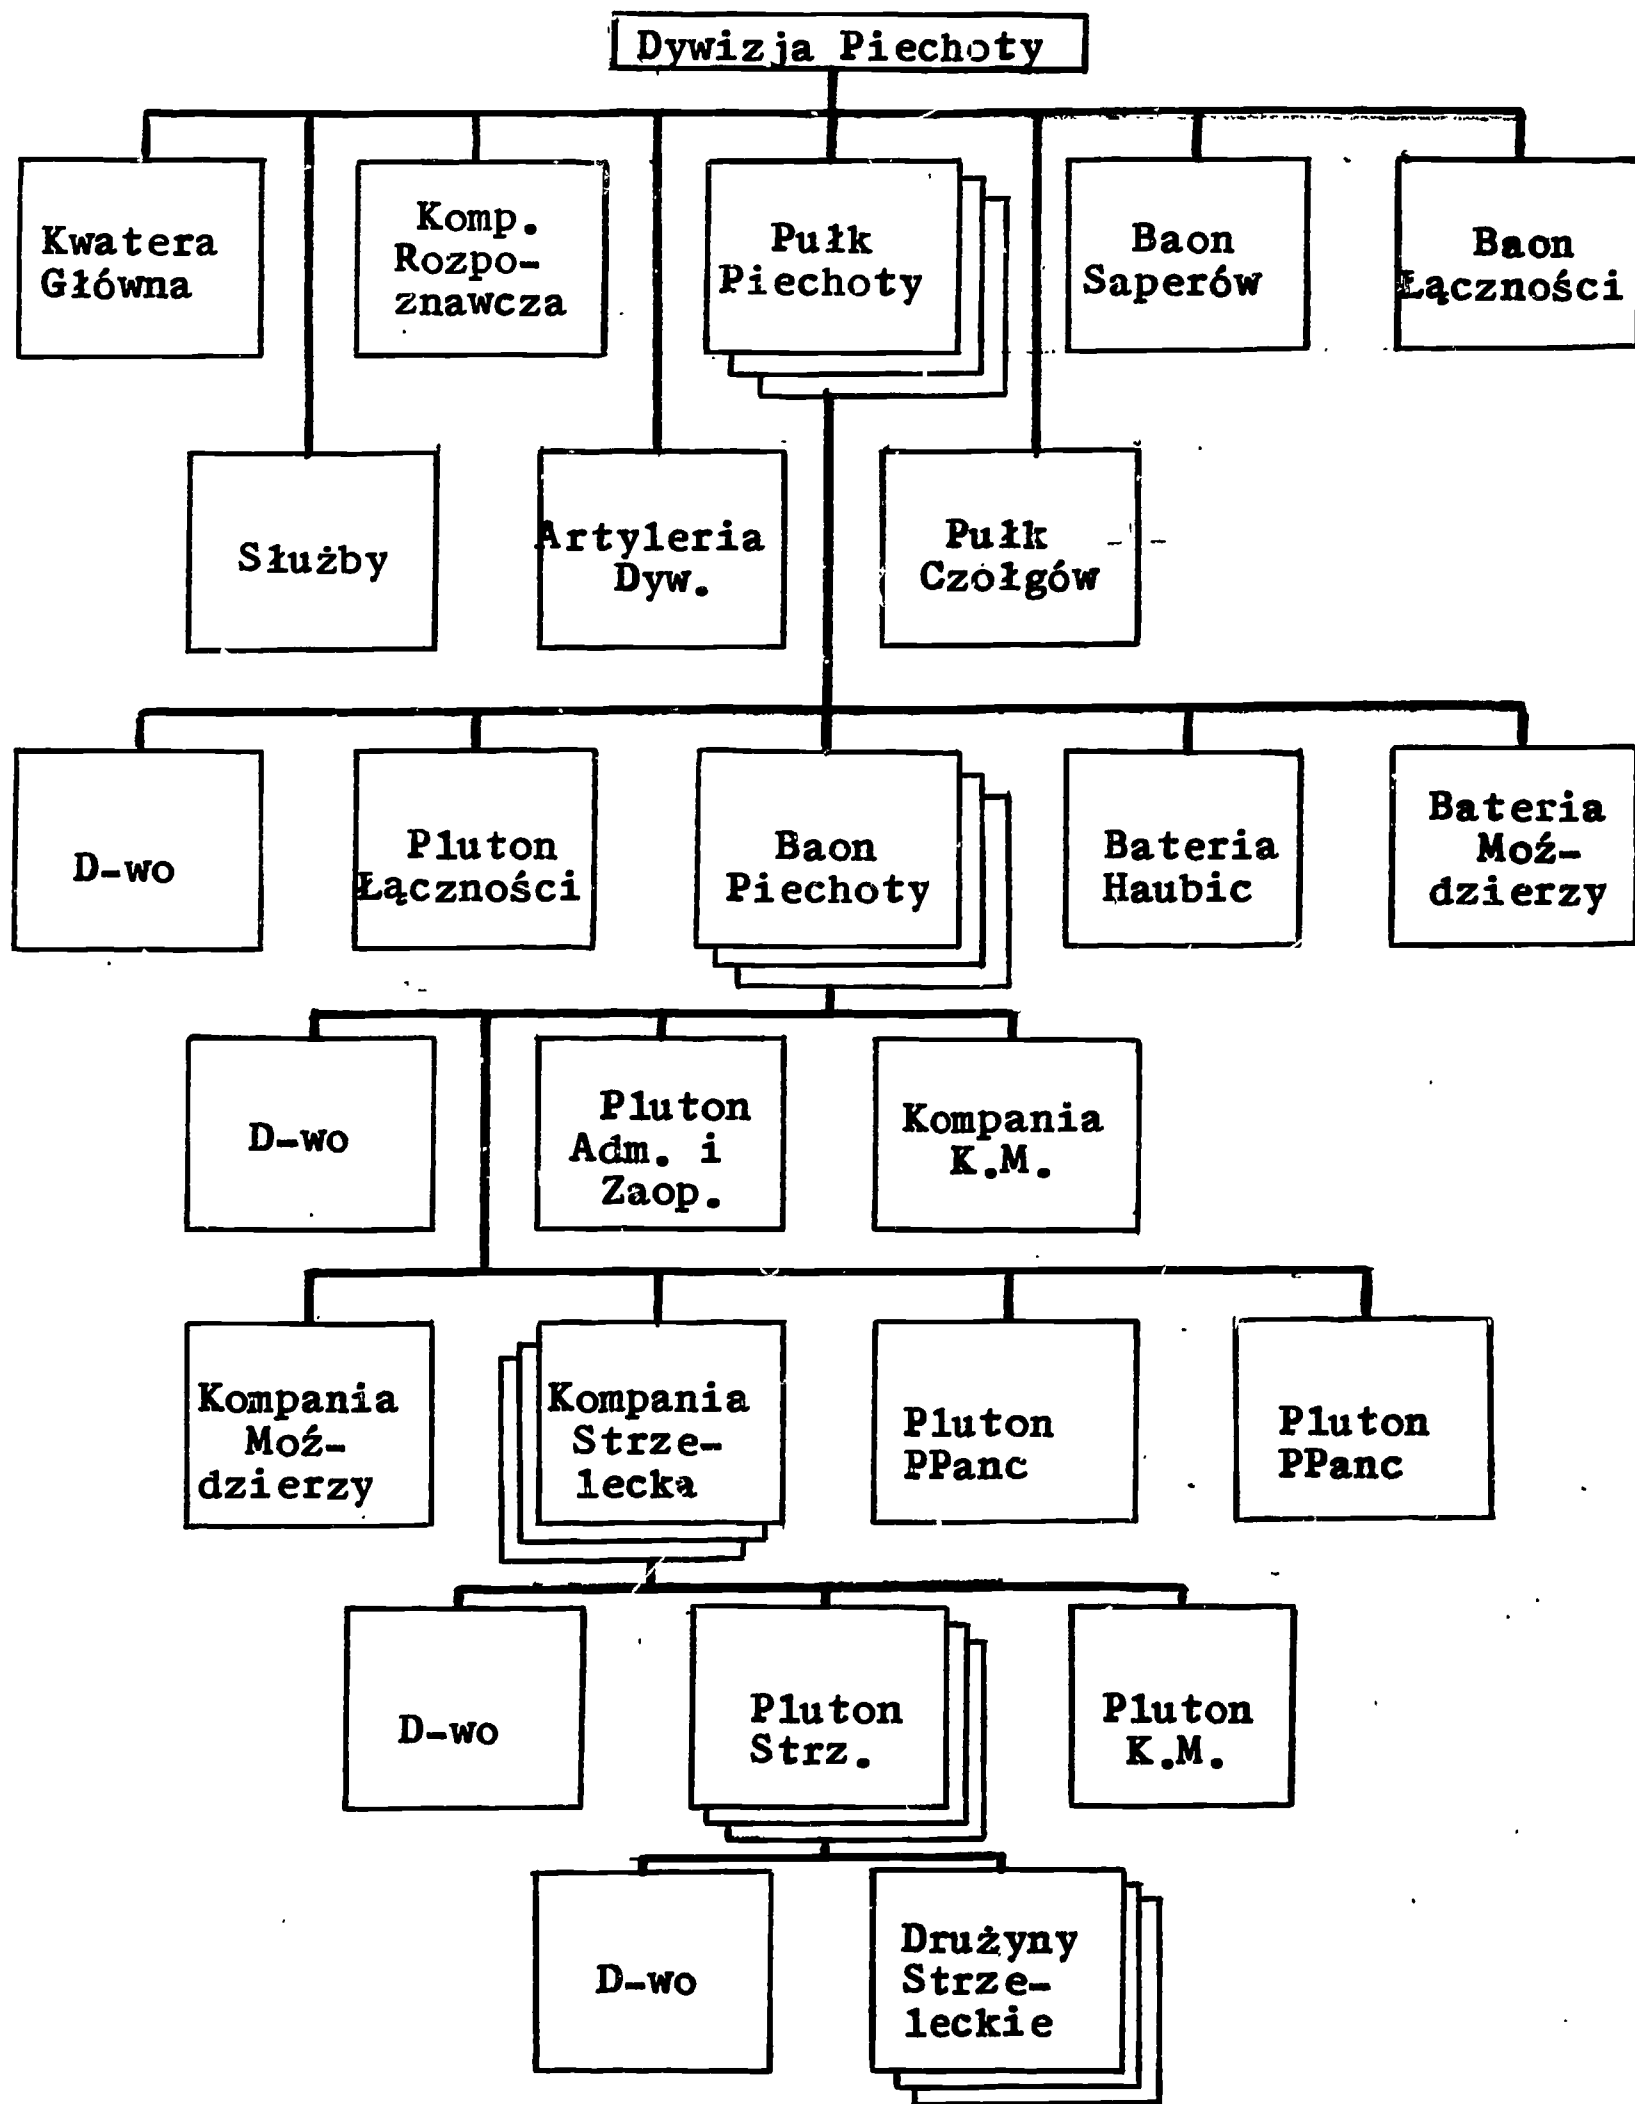 Dywizja Piechoty
Kwatera
Główna
Komp.
Rozpo-
znawcza
Pułk
Piechoty
Baon
Saperów
Baon
Łączności
Służby
Artyleria
Dyw.
Pułk
Czołgów
D-wo
Pluton
Łączności
Baon
Piechoty
Bateria
Haubic
Bateria
Moź-
dzierzy
D-wo
Pluton
Adm. i
Zaop.
Kompania
K.M.
Kompania
Moź-
dzierzy
Kompania
Strze-
lecka
Pluton
PPanc
Pluton
PPanc
D-wo
Pluton
Strz.
Pluton
K.M.
D-wo
Drużyny
Strze-
leckie